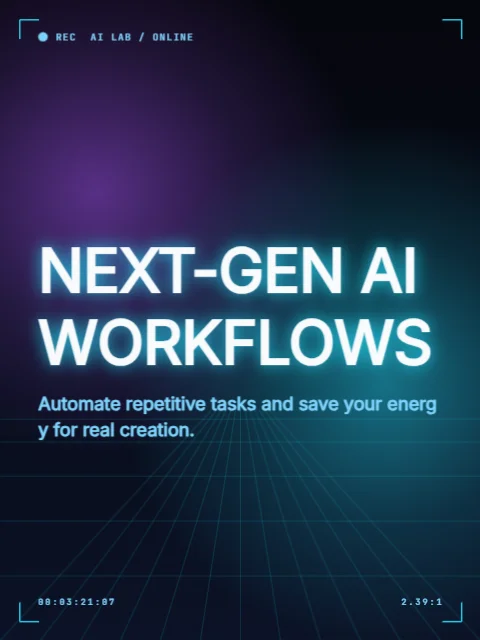 REC AI LAB / ONLINE
NEXT-GEN AI
WORKFLOWS
Automate repetitive tasks and save your energ
y for real creation.
00:03:21:07
2.39:1